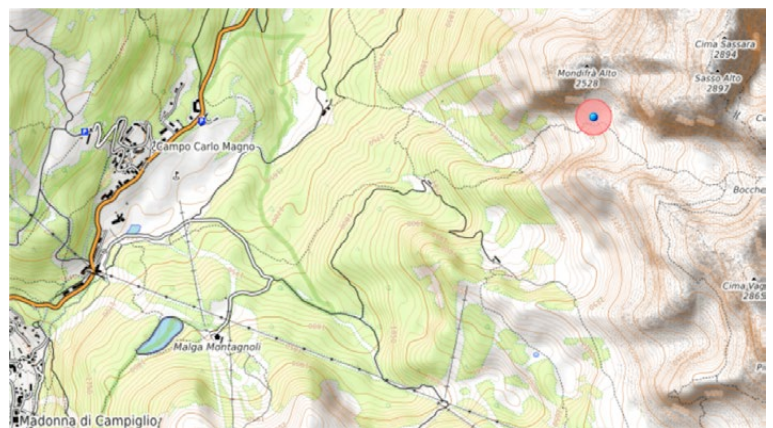 Cima Sassara
2894
Mondifrà Alto
2528
Sasso Alto
2897
Campo Carlo Magno
Bocche
Cima Vag
2865
Malga Montagnoli
Madonna di Campiglio